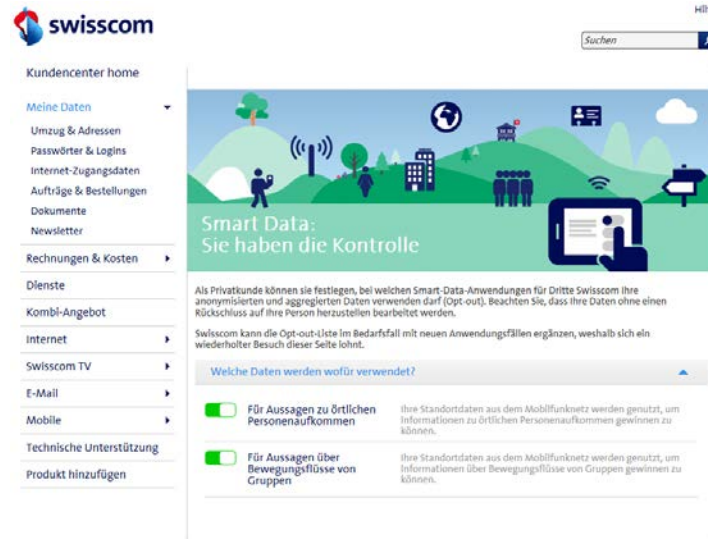 swisscom
Suchen
Kundencenter home
Meine Daten
Umzug & Adressen
Passwörter & Logins
Internet-Zugangsdaten
Aufträge & Bestellungen
Dokumente
Newsletter
Rechnungen & Kosten
Dienste
Kombi-Angebot
Internet
Swisscom TV
E-Mail
Mobile
Technische Unterstützung
Produkt hinzufügen
Smart Data:
Sie haben die Kontrolle
Als Privatkunde können sie festlegen, bei welchen Smart-Data-Anwendungen für Dritte Swisscom Ihre
anonymisierten und aggregierten Daten verwenden darf (Opt-out). Beachten Sie, dass Ihre Daten ohne einen
Rückschluss auf Ihre Person herzustellen bearbeitet werden.
Swisscom kann die Opt-out-Liste im Bedarfsfall mit neuen Anwendungsfällen ergänzen, weshalb sich ein
wiederholter Besuch dieser Seite lohnt.
Welche Daten werden wofür verwendet?
Für Aussagen zu örtlichen
Personenaufkommen
Ihre Standortdaten aus dem Mobilfunknetz werden genutzt, um
Informationen zu örtlichen Personenaufkommen gewinnen zu
können.
Für Aussagen über
Bewegungsflüsse von
Gruppen
Ihre Standortdaten aus dem Mobilfunknetz werden genutzt, um
Informationen über Bewegungsflüsse von Gruppen gewinnen zu
können.